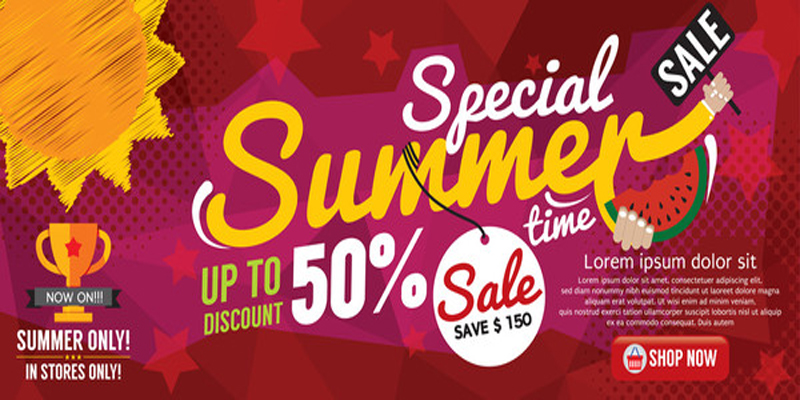 Special
SALE
Summer
time
UP TO
DISCOUNT
50%
Sale
SAVE $ 150
NOW ON!!!
SUMMER ONLY!
IN STORES ONLY!
Lorem ipsum dolor sit
Lorem ipsum dolor sit amet, consectetuer adipiscing elit,
sed diam nonummy nibh euismod tincidunt ut laoreet dolore magna
aliquam erat volutpat. Ut wisi enim ad minim veniam,
quis nostrud exerci tation ullamcorper suscipit lobortis nisl ut aliquip
ex ea commodo consequat. Duis autem
SHOP NOW